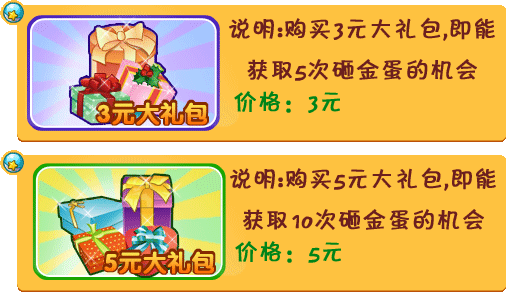 说明:购买3元大礼包,即能
获取5次砸金蛋的机会
3元大礼包
价格：3元
说明:购买5元大礼包,即能
获取10次砸金蛋的机会
5元大礼包
价格：5元